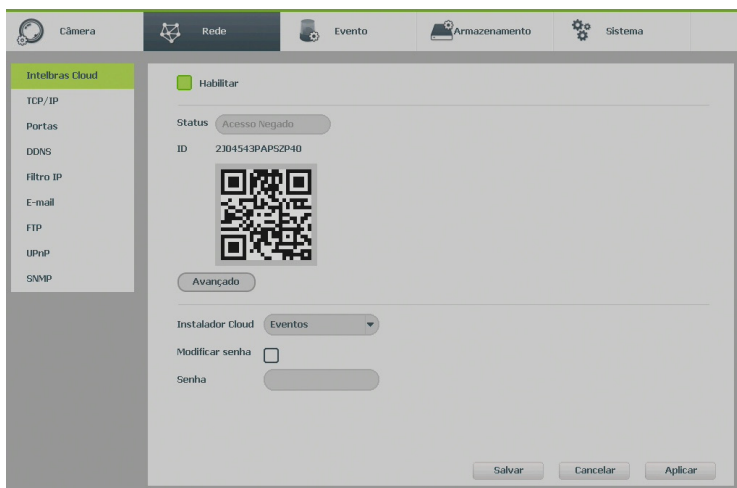 Câmera
Rede
Evento
Armazenamento
Sistema
Intelbras Cloud
TCP/IP
Portas
DDNS
Filtro IP
E-mail
FTP
UPnP
SNMP
Habilitar
Status Acesso Negado
ID 2J04543PAPSZP40
Avançado
Instalador Cloud Eventos
Modificar senha
Senha
Salvar
Cancelar
Aplicar